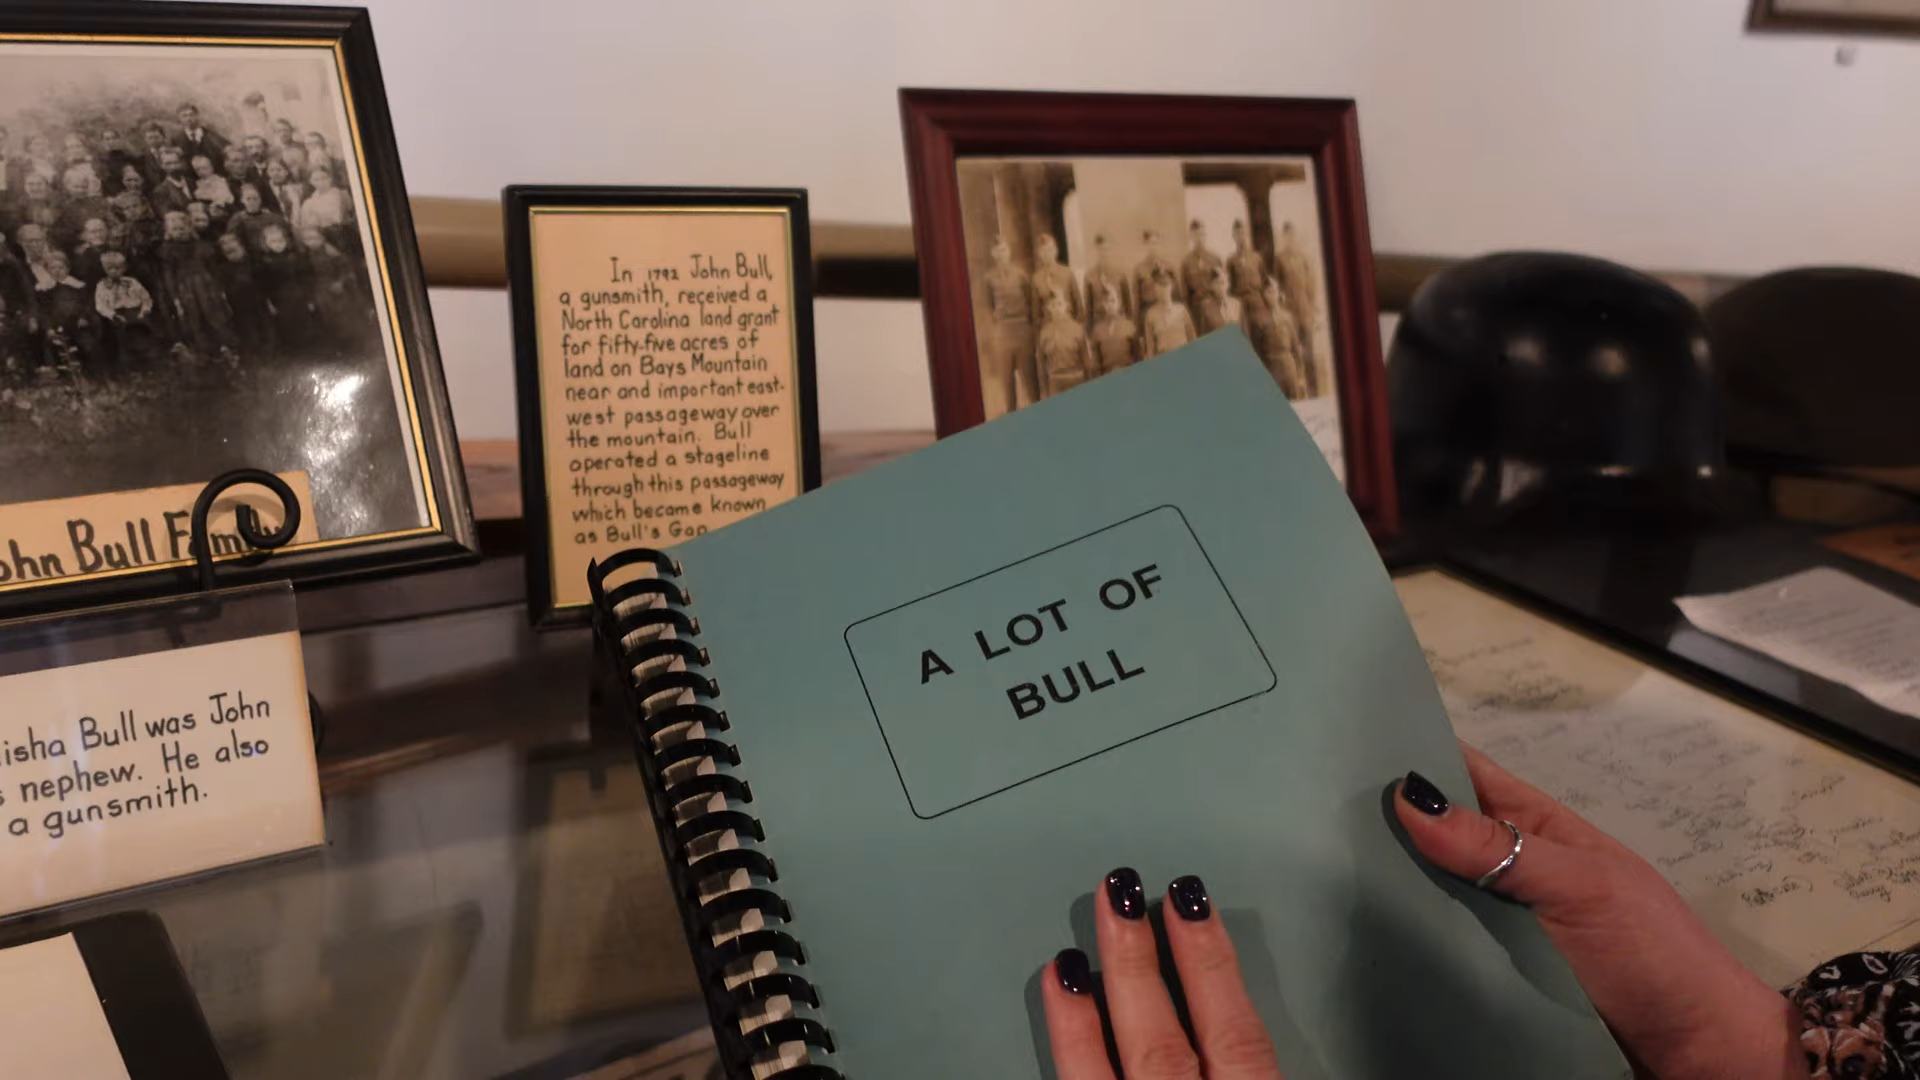 In 1792 John Bull,
a gunsmith, received a
North Carolina land grant
for fifty-five acres of
land on Bays Mountain
near and important east-
west passageway over
the mountain. Bull
operated a stageline
through this passageway
which became known
as Bull's Gap
ohn Bull Family
isha Bull was John
s nephew. He also
a gunsmith.
A LOT OF
BULL